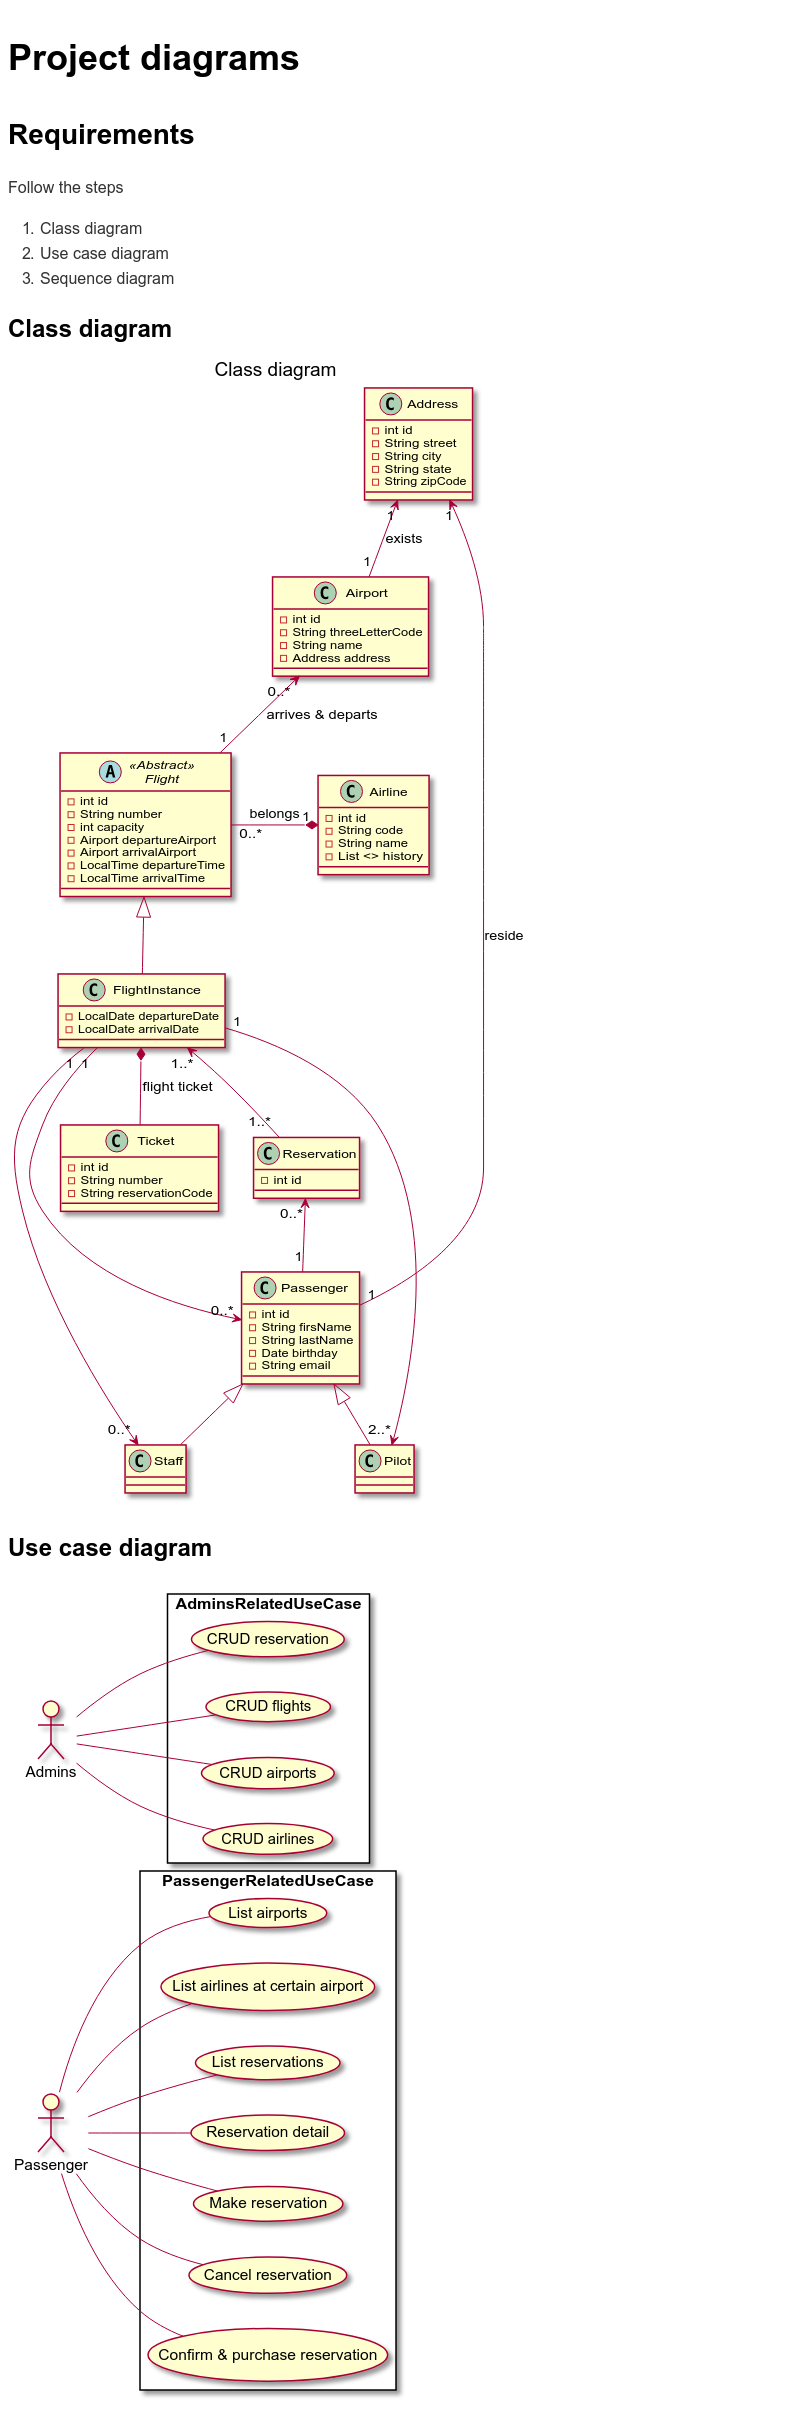 Project diagrams
Requirements
Follow the steps
1. Class diagram
2. Use case diagram
3. Sequence diagram
Class diagram
Class diagram
C Address
int id
String street
String city
String state
String zipCode
1
1
exists
1
C Airport
int id
String threeLetterCode
String name
Address address
0..*
arrives & departs
1
A «Abstract»
Flight
int id
String number
int capacity
Airport departureAirport
Airport arrivalAirport
LocalTime departureTime
LocalTime arrivalTime
belongs
1
0..*
C Airline
int id
String code
String name
List <> history
reside
C FlightInstance
LocalDate departureDate
LocalDate arrivalDate
1
1
1
1..*
flight ticket
1..*
C Ticket
int id
String number
String reservationCode
C Reservation
int id
0..*
1
C Passenger
int id
String firsName
String lastName
Date birthday
String email
0..*
1
0..*
2..*
C Staff
C Pilot
Use case diagram
AdminsRelatedUseCase
CRUD reservation
CRUD flights
CRUD airports
CRUD airlines
Admins
PassengerRelatedUseCase
List airports
List airlines at certain airport
List reservations
Reservation detail
Make reservation
Cancel reservation
Confirm & purchase reservation
Passenger